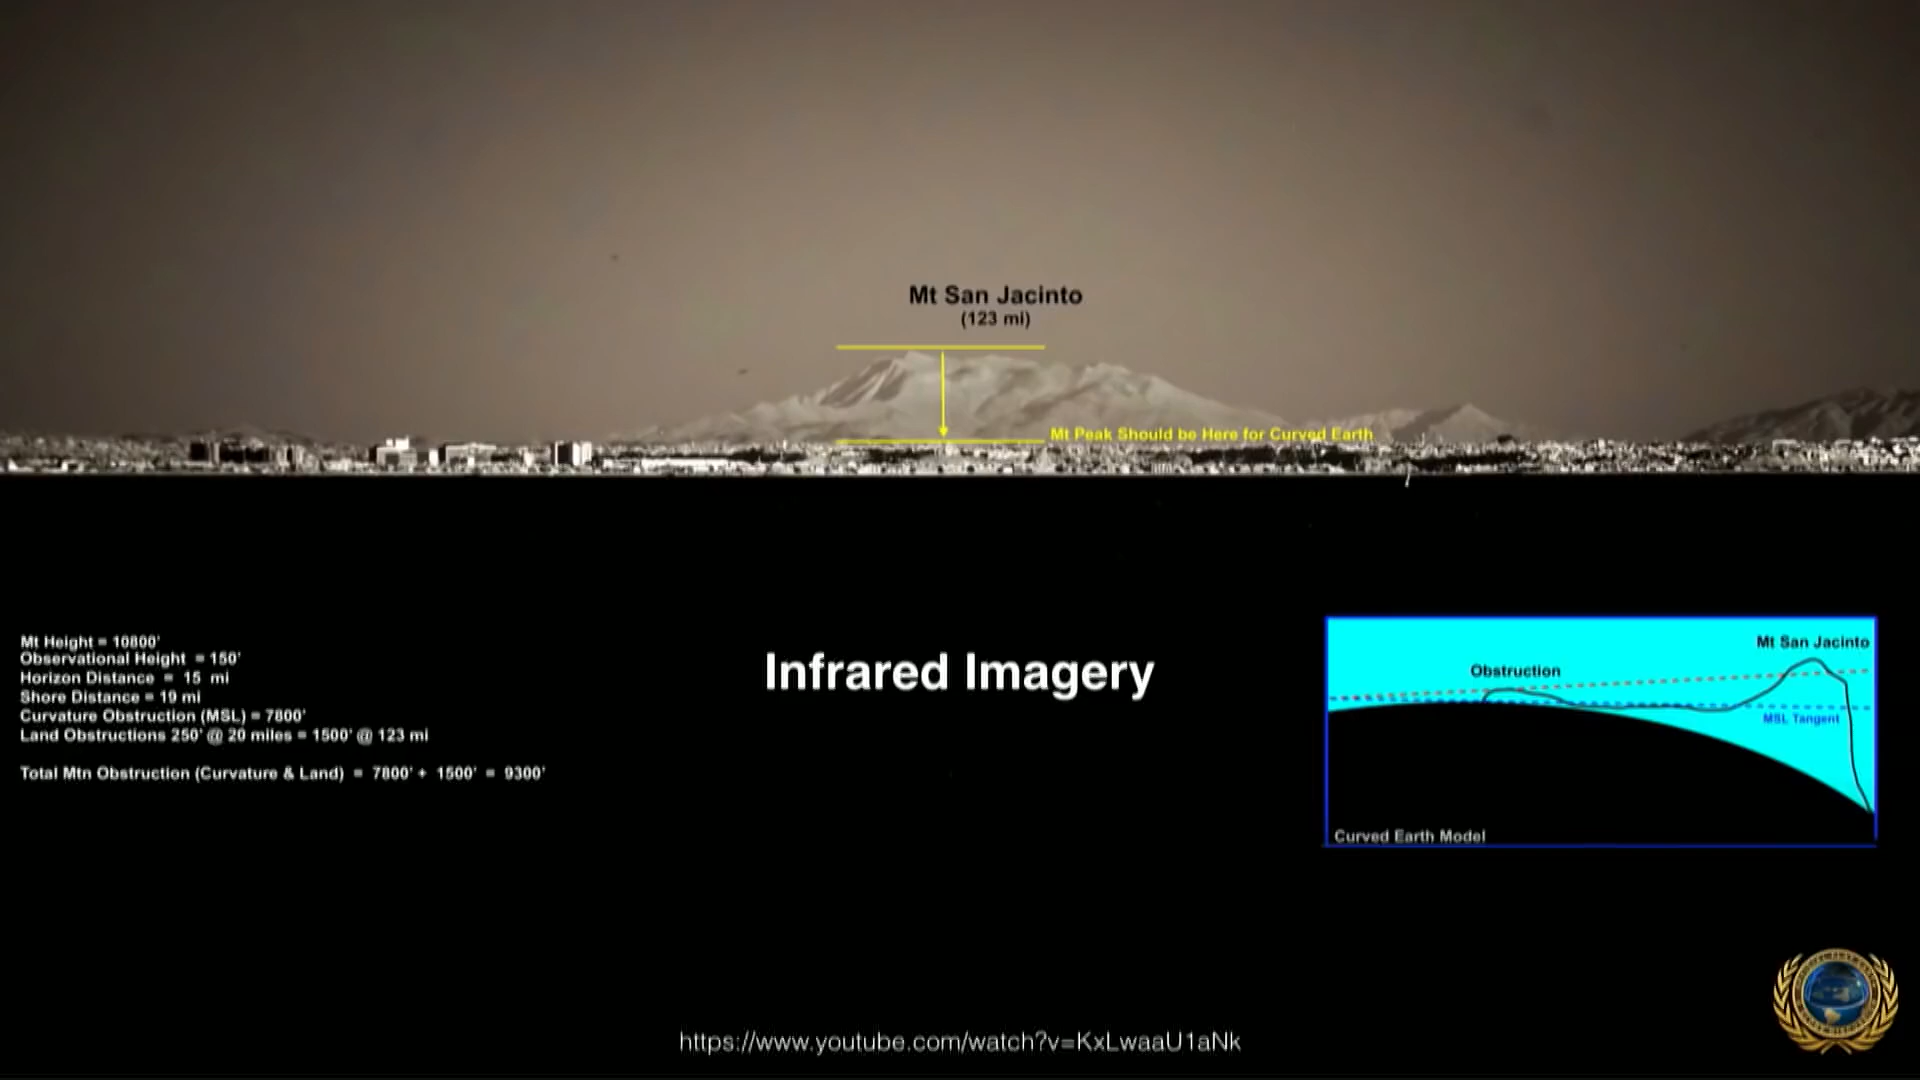 Mt San Jacinto
(123 mi)
Mt Peak Should be Here for Curved Earth
Mt Height = 10800'
Observational Height = 150'
Horizon Distance = 15 mi
Shore Distance = 19 mi
Curvature Obstruction (MSL) = 7800'
Land Obstructions 250' @ 20 miles = 1500' @ 123 mi
Total Mtn Obstruction (Curvature & Land) = 7800' + 1500' = 9300'
Infrared Imagery
Mt San Jacinto
Obstruction
MSL Tangent
Curved Earth Model
https://www.youtube.com/watch?v=KxLwaaU1aNk